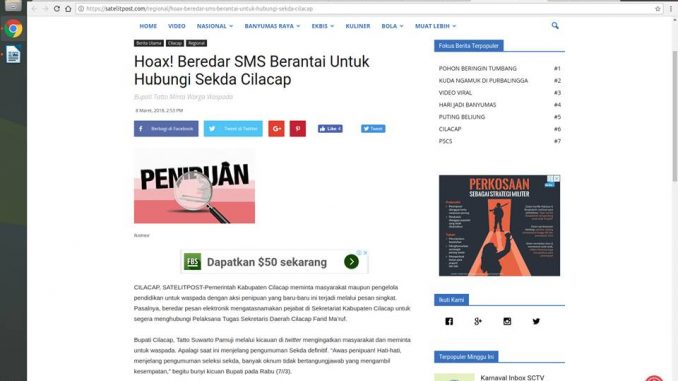 https://satelitpost.com/regional/hoax-beredar-sms-berantai-untuk-hubungi-sekda-cilacap
HOME VIDEO NASIONAL BANYUMAS RAYA EKBIS KULINER BOLA MUAT LEBIH
Berita Utama Cilacap Regional
Hoax! Beredar SMS Berantai Untuk
Hubungi Sekda Cilacap
Bupati Tatto Minta Warga Waspada
8 Maret, 2018, 2:53 PM
Berbagi di Facebook Tweet di Twitter Like 4 Tweet
PENIPUAN
Ilustrasi
FBS Dapatkan $50 sekarang
CILACAP, SATELITPOST-Pemerintah Kabupaten Cilacap meminta masyarakat maupun pengelola
pendidikan untuk waspada dengan aksi penipuan yang baru-baru ini terjadi melalui pesan singkat.
Pasalnya, beredar pesan elektronik mengatasnamakan pejabat di Sekretariat Kabupaten Cilacap untuk
segera menghubungi Pelaksana Tugas Sekretaris Daerah Cilacap Farid Ma'ruf.
Bupati Cilacap, Tatto Suwarto Pamuji melalui kicauan di twitter mengingatkan masyarakat dan meminta
untuk waspada. Apalagi saat ini menjelang pengumuman Sekda definitif. “Awas penipuan! Hati-hati,
menjelang pengumuman seleksi sekda, banyak oknum tidak bertanggungjawab yang mengambil
kesempatan,” begitu bunyi kicuan Bupati pada Rabu (7/3).
Fokus Berita Terpopuler
POHON BERINGIN TUMBANG #1
KUDA NGAMUK DI PURBALINGGA #2
VIDEO VIRAL #3
HARI JADI BANYUMAS #4
PUTING BELIUNG #5
CILACAP #6
PSCS #7
PERKOSAAN
SEBAGAI STRATEGI MILITER
Ikuti Kami
Terpopuler Minggu Ini
Karnaval Inbox SCTV